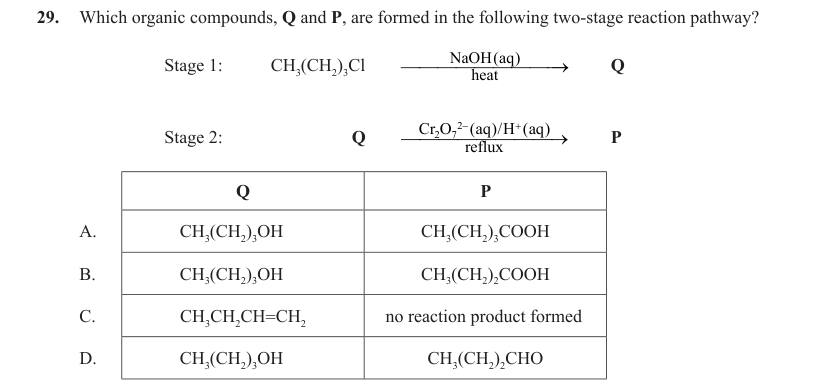 29. Which organic compounds, Q and P, are formed in the following two-stage reaction pathway?
Stage 1: CH₃(CH₂)₃Cl NaOH(aq) heat Q
Stage 2: Q Cr₂O₇²⁻(aq)/H⁺(aq) reflux P
Q P
A. CH₃(CH₂)₃OH CH₃(CH₂)₃COOH
B. CH₃(CH₂)₃OH CH₃(CH₂)₂COOH
C. CH₃CH₂CH=CH₂ no reaction product formed
D. CH₃(CH₂)₃OH CH₃(CH₂)₂CHO